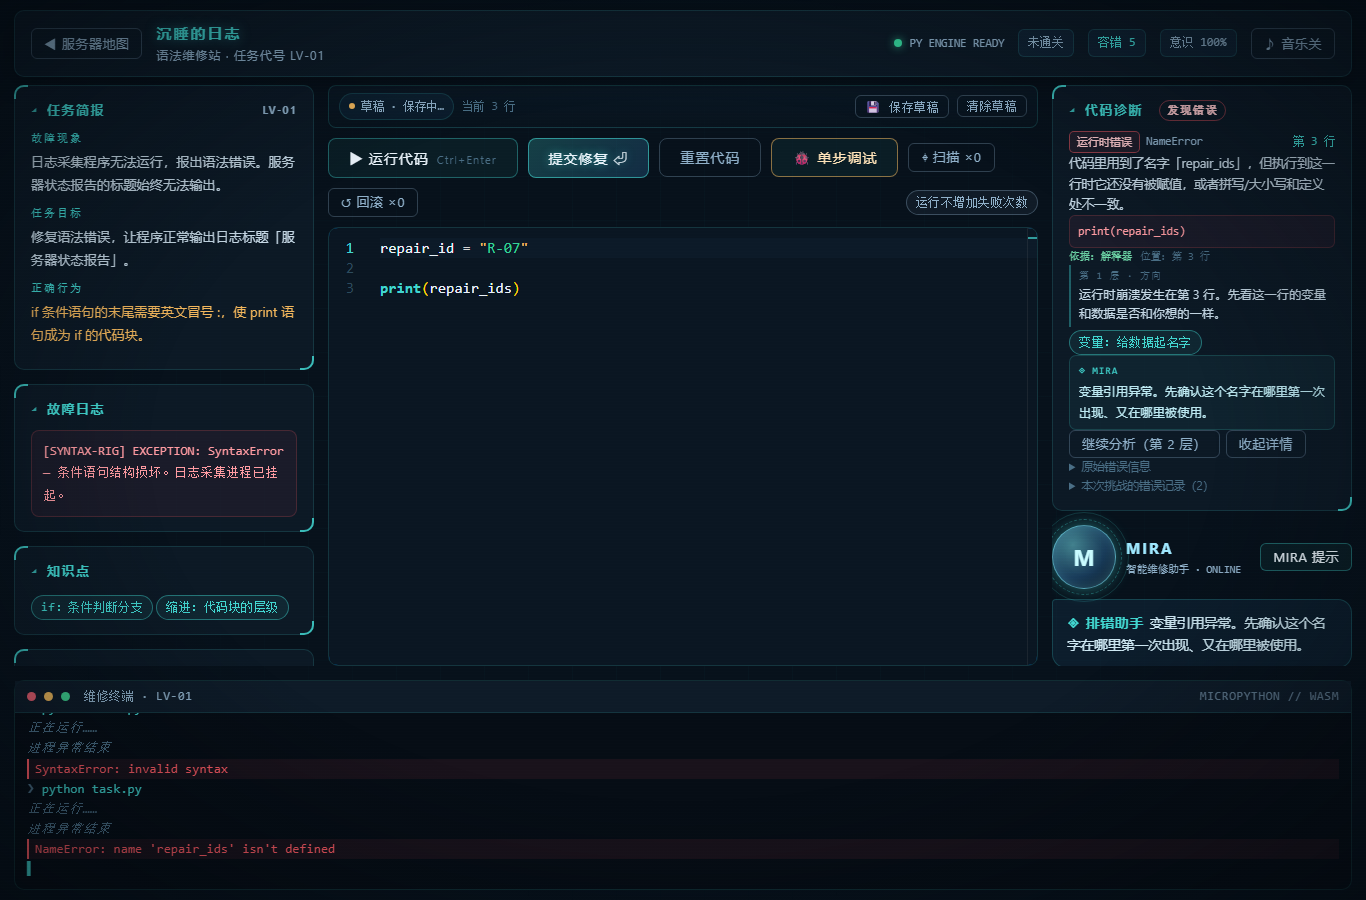 ◀ 服务器地图
沉睡的日志
语法维修站 · 任务代号 LV-01
PY ENGINE READY
未通关
容错 5
意识 100%
♪ 音乐关
任务简报
LV-01
故障现象
日志采集程序无法运行，报出语法错误。服务
器状态报告的标题始终无法输出。
任务目标
修复语法错误，让程序正常输出日志标题「服
务器状态报告」。
正确行为
if 条件语句的末尾需要英文冒号 :，使 print 语
句成为 if 的代码块。
故障日志
[SYNTAX-RIG] EXCEPTION: SyntaxError
— 条件语句结构损坏。日志采集进程已挂
起。
知识点
if: 条件判断分支
缩进: 代码块的层级
草稿 · 保存中…
当前 3 行
💾 保存草稿
清除草稿
▶ 运行代码 Ctrl+Enter
提交修复 ⏎
重置代码
🐞 单步调试
⌖ 扫描 ×0
↺ 回滚 ×0
运行不增加失败次数
1 repair_id = "R-07"
2
3 print(repair_ids)
代码诊断
发现错误
运行时错误 NameError
第 3 行
代码里用到了名字「repair_ids」，但执行到这一
行时它还没有被赋值，或者拼写/大小写和定义
处不一致。
print(repair_ids)
依据: 解释器 位置: 第 3 行
第 1 层 · 方向
运行时崩溃发生在第 3 行。先看这一行的变量
和数据是否和你想的一样。
变量: 给数据起名字
◈ MIRA
变量引用异常。先确认这个名字在哪里第一次
出现、又在哪里被使用。
继续分析（第 2 层）
收起详情
▶ 原始错误信息
▶ 本次挑战的错误记录（2）
M
MIRA
智能维修助手 · ONLINE
MIRA 提示
◈ 排错助手 变量引用异常。先确认这个名
字在哪里第一次出现、又在哪里被使用。
维修终端 · LV-01
MICROPYTHON // WASM
正在运行……
进程异常结束
SyntaxError: invalid syntax
❯ python task.py
正在运行……
进程异常结束
NameError: name 'repair_ids' isn't defined